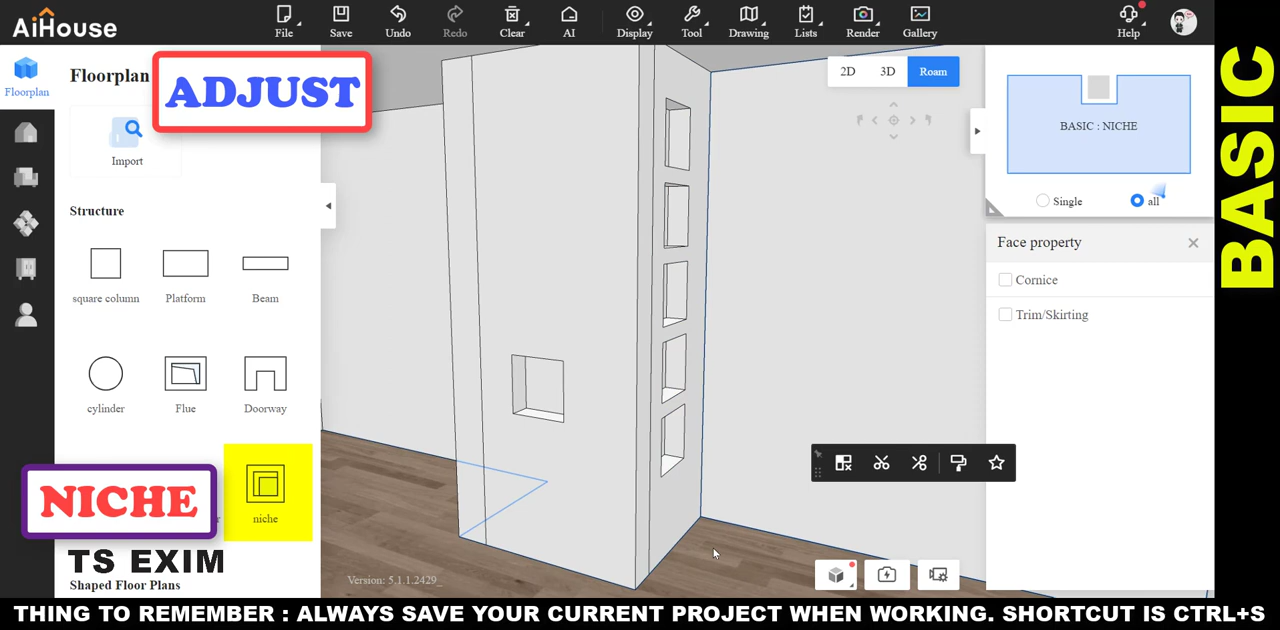 AiHouse
File
Save
Undo
Redo
Clear
AI
Display
Tool
Drawing
Lists
Render
Gallery
Help
Floorplan
Floorplan
ADJUST
Import
Structure
square column
Platform
Beam
cylinder
Flue
Doorway
NICHE
niche
TS EXIM
Shaped Floor Plans
2D
3D
Roam
BASIC : NICHE
Single
all
Face property
Cornice
Trim/Skirting
Version: 5.1.1.2429_
BASIC
THING TO REMEMBER : ALWAYS SAVE YOUR CURRENT PROJECT WHEN WORKING. SHORTCUT IS CTRL+S